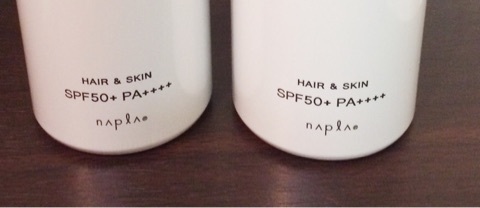 HAIR & SKIN
SPF50+ PA++++
napla®
HAIR & SKIN
SPF50+ PA++++
napla®